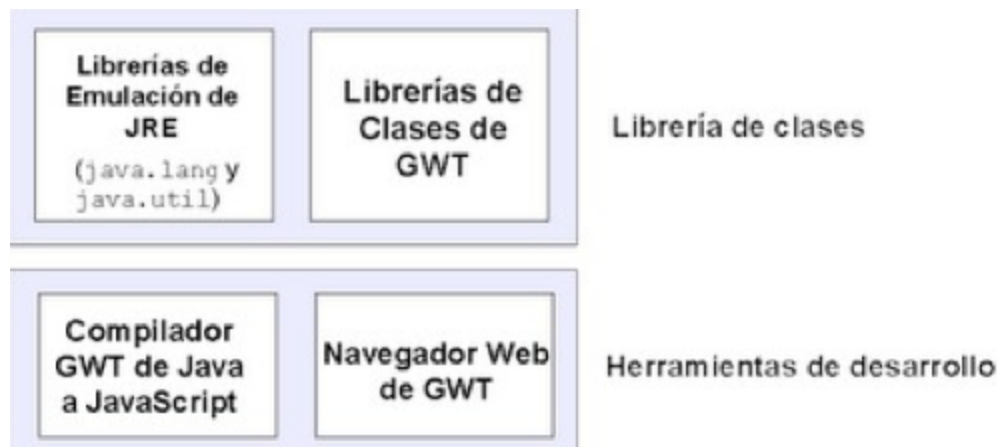 Librerías de
Emulación de
JRE
(java.lang y
java.util)
Librerías de
Clases de
GWT
Librería de clases
Compilador
GWT de Java
a JavaScript
Navegador Web
de GWT
Herramientas de desarrollo